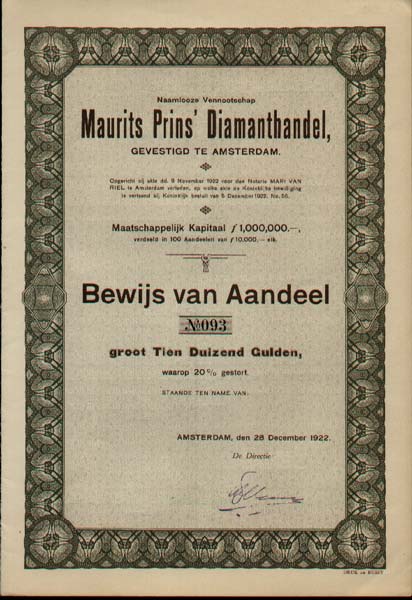 Naamlooze Vennootschap
Maurits Prins' Diamanthandel,
GEVESTIGD TE AMSTERDAM.
Opgericht bij akte dd. 9 November 1922 voor den Notaris MARI VAN
RIEL te Amsterdam verleden, op welke akte de Koninklijke bewilliging
is verleend bij Koninklijk besluit van 5 December 1922, No. 56.
Maatschappelijk Kapitaal ƒ 1,000,000.—,
verdeeld in 100 Aandeelen van ƒ 10.000,— elk.
Bewijs van Aandeel
No 093
groot Tien Duizend Gulden,
waarop 20% gestort.
STAANDE TEN NAME VAN:
AMSTERDAM, den 28 December 1922.
De Directie